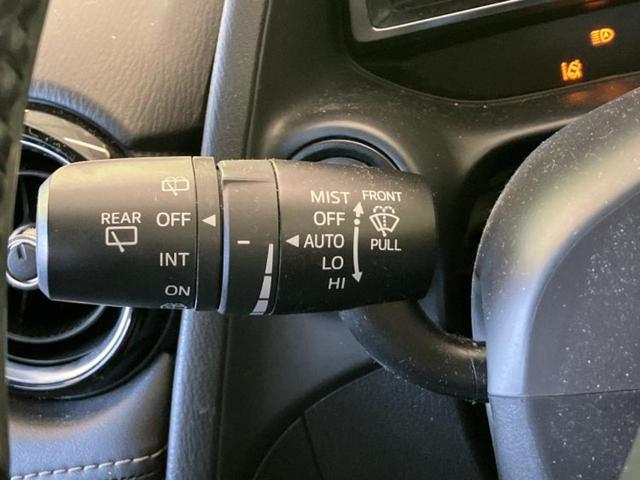 REAR
OFF
INT
ON
MIST
OFF
AUTO
LO
HI
FRONT
PULL